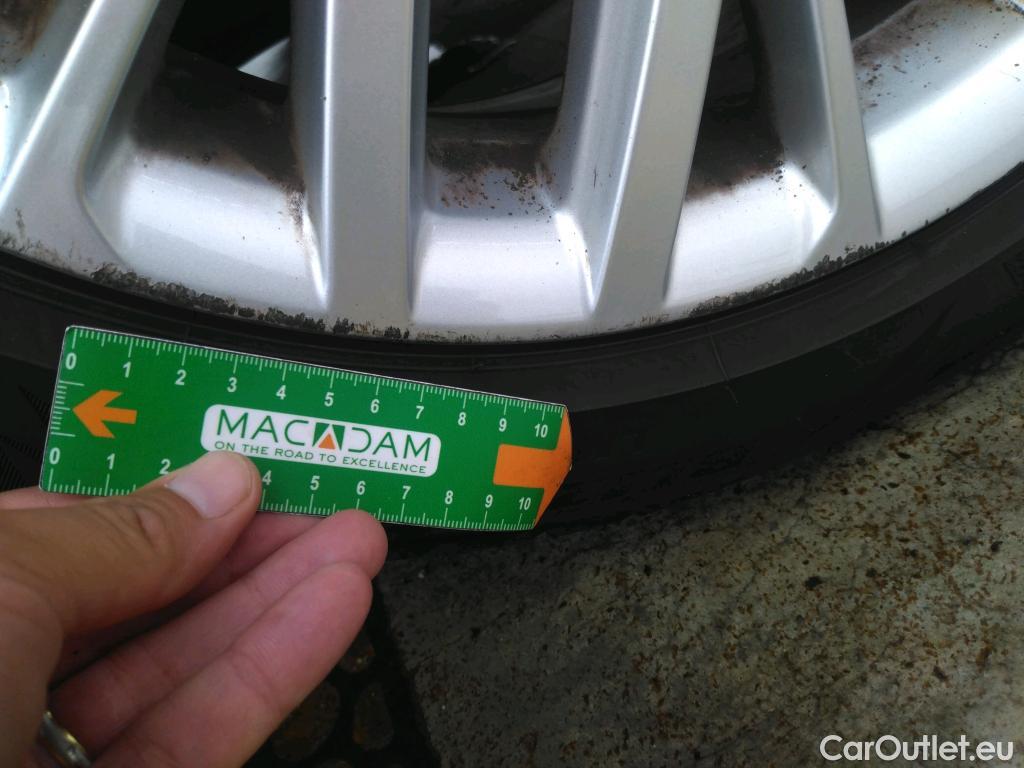 0 1 2 3 4 5 6 7 8 9 10
MACADAM
ON THE ROAD TO EXCELLENCE
0 1 2 4 5 6 7 8 9 10
CarOutlet.eu